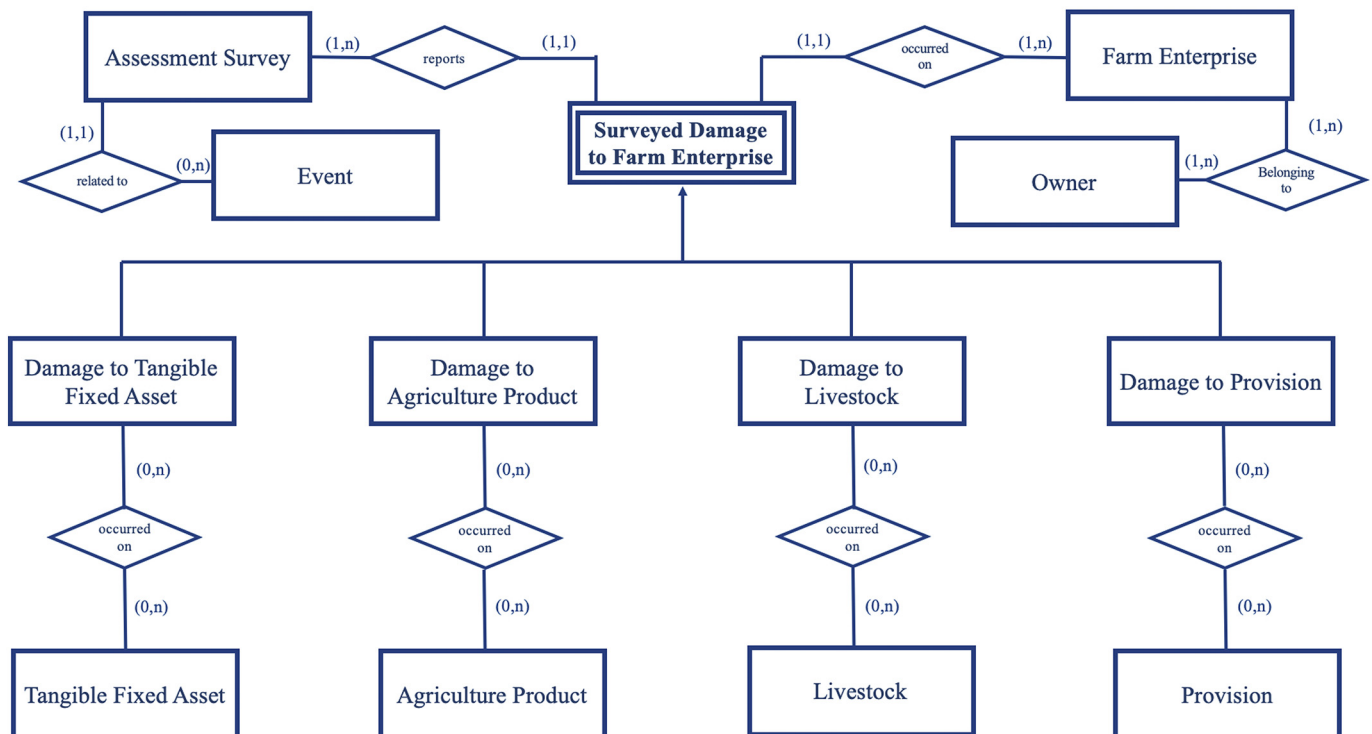 Assessment Survey
(1,n)
reports
(1,1)
(1,1)
occurred
on
(1,n)
Farm Enterprise
Surveyed Damage
to Farm Enterprise
(1,1)
related to
(0,n)
Event
Owner
(1,n)
Belonging
to
(1,n)
Damage to Tangible
Fixed Asset
Damage to
Agriculture Product
Damage to
Livestock
Damage to Provision
(0,n)
(0,n)
(0,n)
(0,n)
occurred
on
occurred
on
occurred
on
occurred
on
(0,n)
(0,n)
(0,n)
(0,n)
Tangible Fixed Asset
Agriculture Product
Livestock
Provision